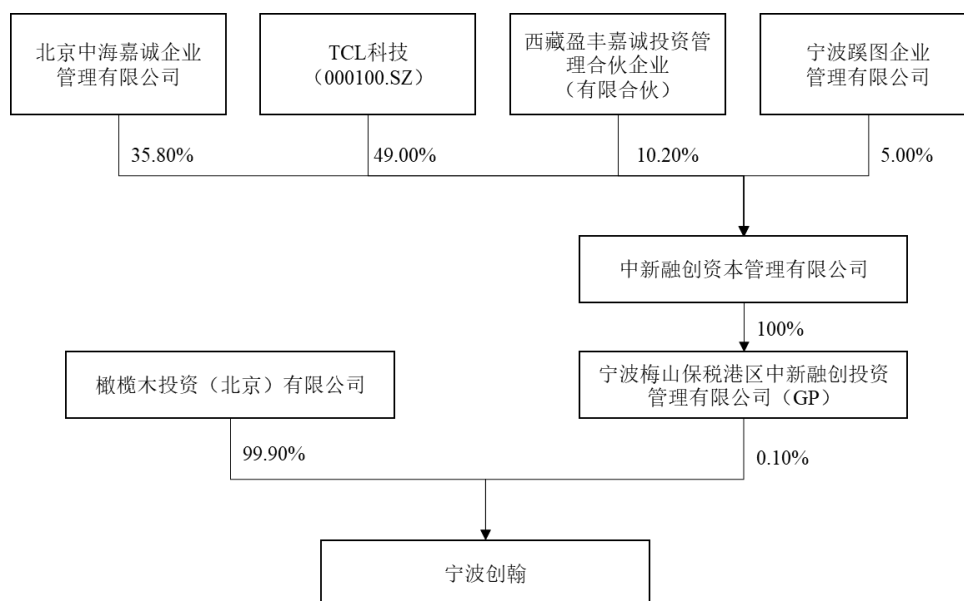 北京中海嘉诚企业
管理有限公司
TCL科技
（000100.SZ）
西藏盈丰嘉诚投资管
理合伙企业
（有限合伙）
宁波蹊图企业
管理有限公司
35.80%
49.00%
10.20%
5.00%
中新融创资本管理有限公司
100%
橄榄木投资（北京）有限公司
宁波梅山保税港区中新融创投资
管理有限公司（GP）
99.90%
0.10%
宁波创翰